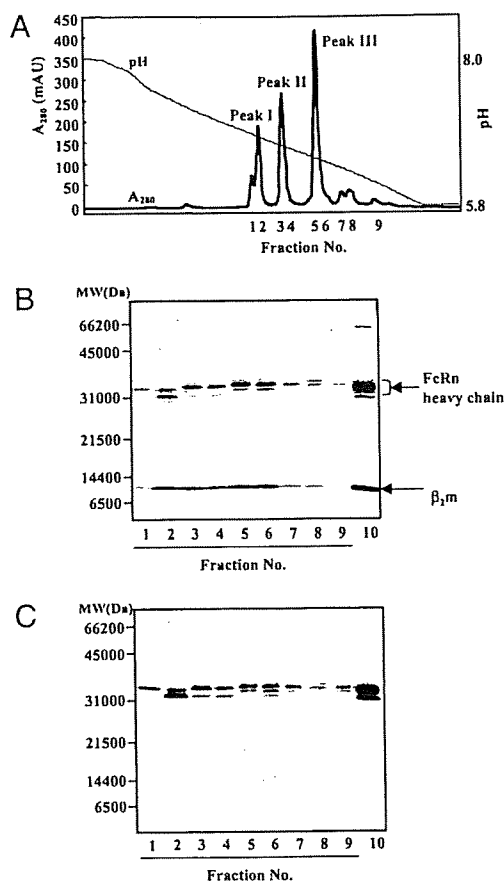 A
A₂₈₀ (mAU)
450
400
350
300
250
200
150
100
50
0
pH
Peak I
Peak II
Peak III
A₂₈₀
8.0
pH
5.8
1 2 3 4 5 6 7 8 9
Fraction No.
B
MW(Da)
66200
45000
31000
21500
14400
6500
FcRn
heavy chain
β₂m
1 2 3 4 5 6 7 8 9 10
Fraction No.
C
MW(Da)
66200
45000
31000
21500
14400
6500
1 2 3 4 5 6 7 8 9 10
Fraction No.